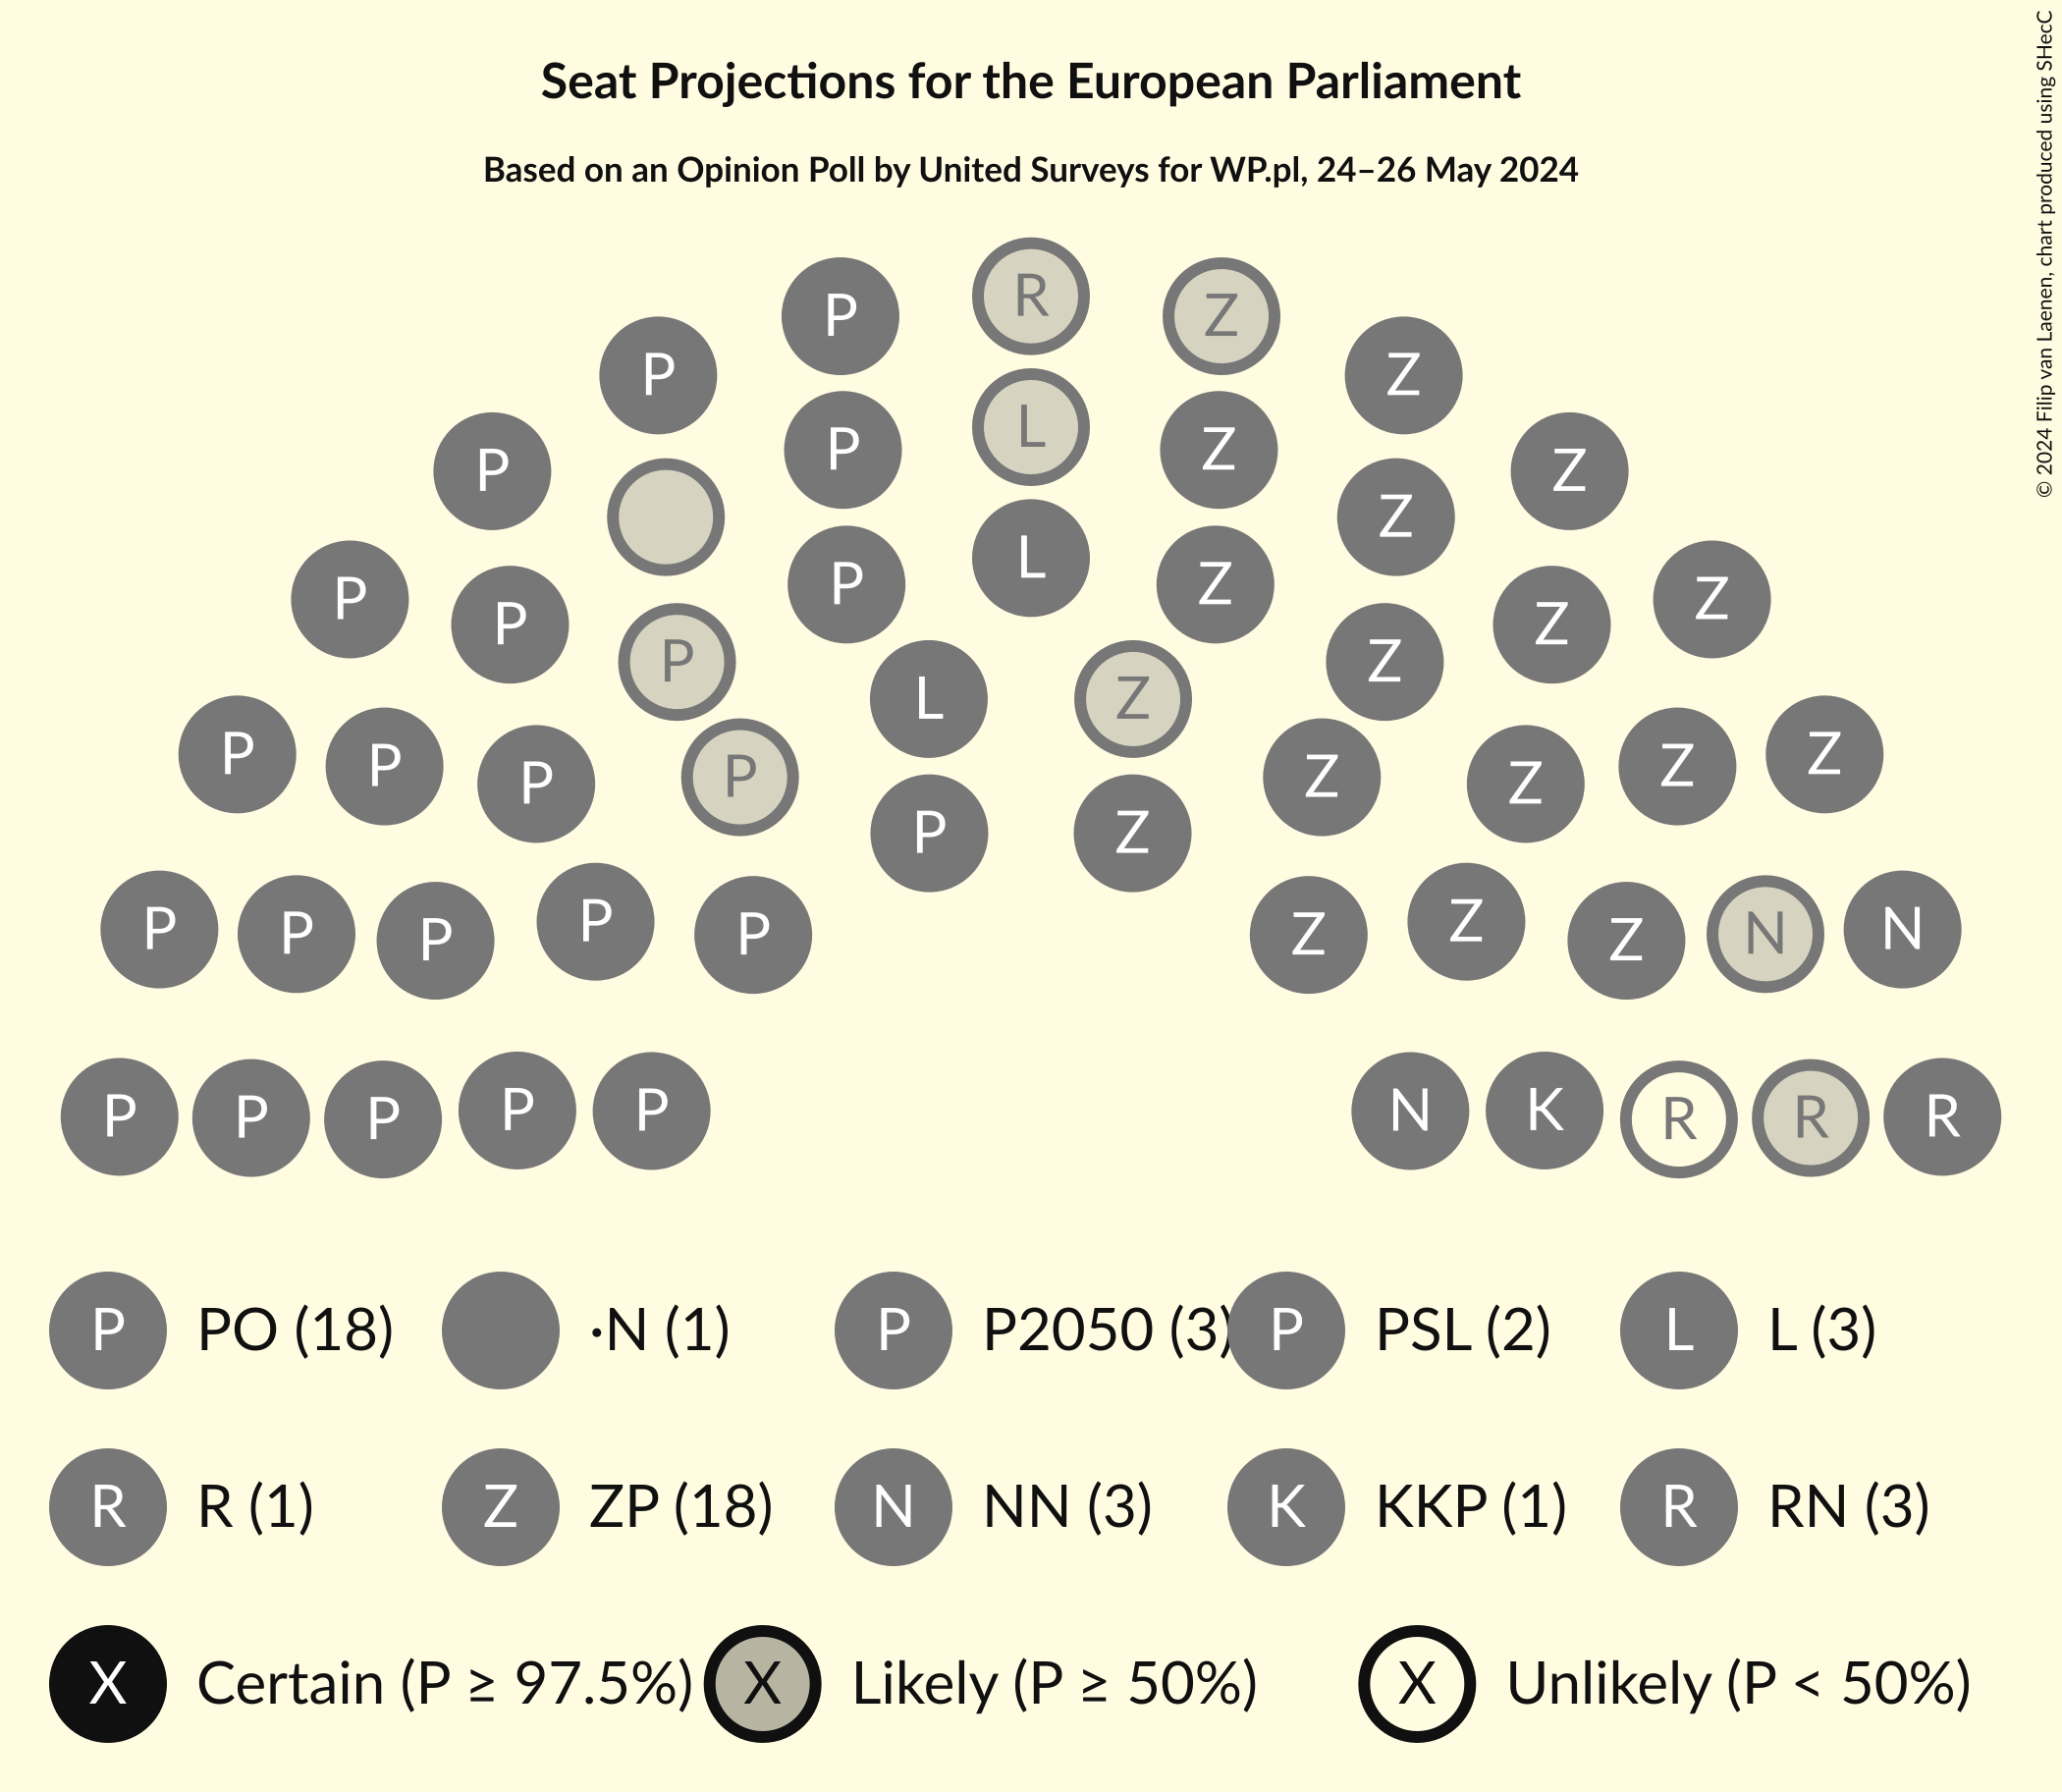 Seat Projections for the European Parliament
Based on an Opinion Poll by United Surveys for WP.pl, 24–26 May 2024
© 2024 Filip van Laenen, chart produced using SHecC
R
P Z
P Z
L
P Z
P Z
P Z
L
P Z
P Z
P Z
P Z
L Z
P Z
P Z
P Z
P Z
P Z
P Z
P N
P N
P Z
P Z
P Z
P P P P P N K R R R
P PO (18) ·N (1) P P2050 (3) P PSL (2) L L (3)
R R (1) Z ZP (18) N NN (3) K KKP (1) R RN (3)
X Certain (P ≥ 97.5%) X Likely (P ≥ 50%) X Unlikely (P < 50%)